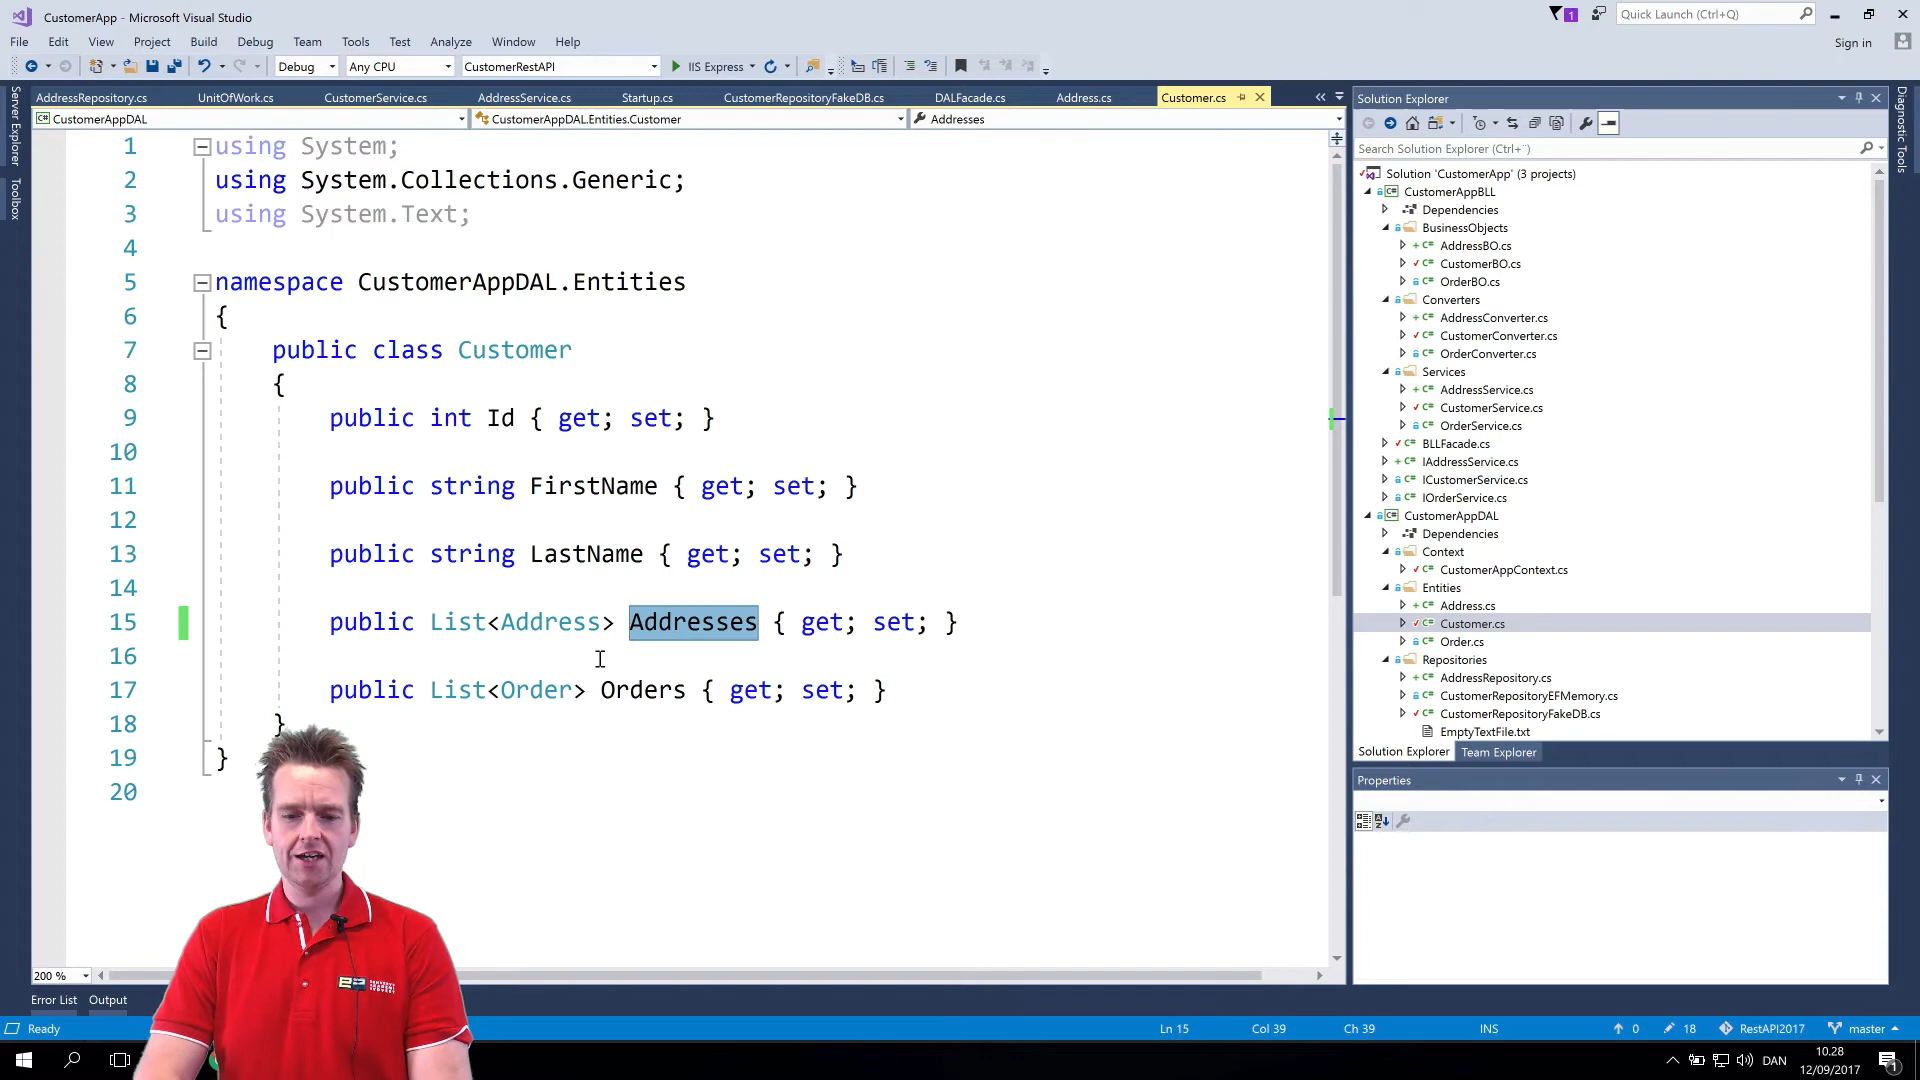 CustomerApp - Microsoft Visual Studio
1
Quick Launch (Ctrl+Q)
File Edit View Project Build Debug Team Tools Test Analyze Window Help
Sign in
Debug Any CPU CustomerRestAPI IIS Express
Server Explorer
Toolbox
AddressRepository.cs UnitOfWork.cs CustomerService.cs AddressService.cs Startup.cs CustomerRepositoryFakeDB.cs DALFacade.cs Address.cs Customer.cs
CustomerAppDAL CustomerAppDAL.Entities.Customer Addresses
1 using System;
2 using System.Collections.Generic;
3 using System.Text;
4
5 namespace CustomerAppDAL.Entities
6 {
7 public class Customer
8 {
9 public int Id { get; set; }
10
11 public string FirstName { get; set; }
12
13 public string LastName { get; set; }
14
15 public List<Address> Addresses { get; set; }
16
17 public List<Order> Orders { get; set; }
18 }
19 }
20
200 %
Error List Output
Solution Explorer
Search Solution Explorer (Ctrl+¨)
Solution 'CustomerApp' (3 projects)
CustomerAppBLL
Dependencies
BusinessObjects
AddressBO.cs
CustomerBO.cs
OrderBO.cs
Converters
AddressConverter.cs
CustomerConverter.cs
OrderConverter.cs
Services
AddressService.cs
CustomerService.cs
OrderService.cs
BLLFacade.cs
IAddressService.cs
ICustomerService.cs
IOrderService.cs
CustomerAppDAL
Dependencies
Context
CustomerAppContext.cs
Entities
Address.cs
Customer.cs
Order.cs
Repositories
AddressRepository.cs
CustomerRepositoryEFMemory.cs
CustomerRepositoryFakeDB.cs
EmptyTextFile.txt
Solution Explorer Team Explorer
Properties
Diagnostic Tools
Ready Ln 15 Col 39 Ch 39 INS 0 18 RestAPI2017 master
DAN 10.28
12/09/2017
1